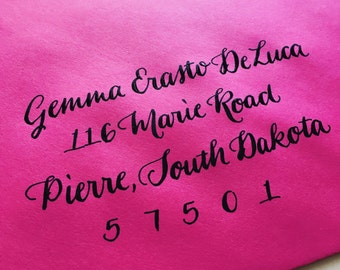 Gemma Erasto DeLuca
116 Marie Road
Pierre, South Dakota
57501